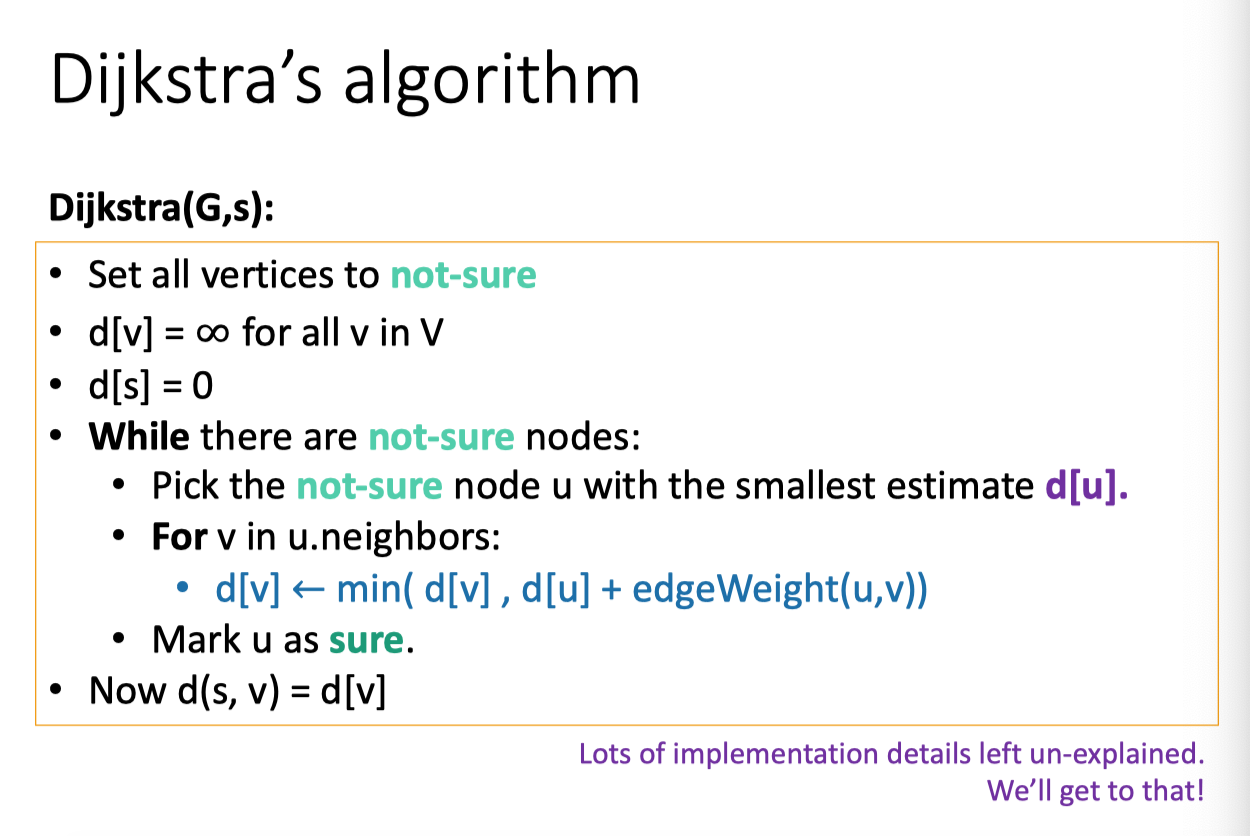 Dijkstra’s algorithm
Dijkstra(G,s):
• Set all vertices to not-sure
• d[v] = ∞ for all v in V
• d[s] = 0
• While there are not-sure nodes:
• Pick the not-sure node u with the smallest estimate d[u].
• For v in u.neighbors:
• d[v] ← min( d[v] , d[u] + edgeWeight(u,v))
• Mark u as sure.
• Now d(s, v) = d[v]
Lots of implementation details left un-explained.
We’ll get to that!